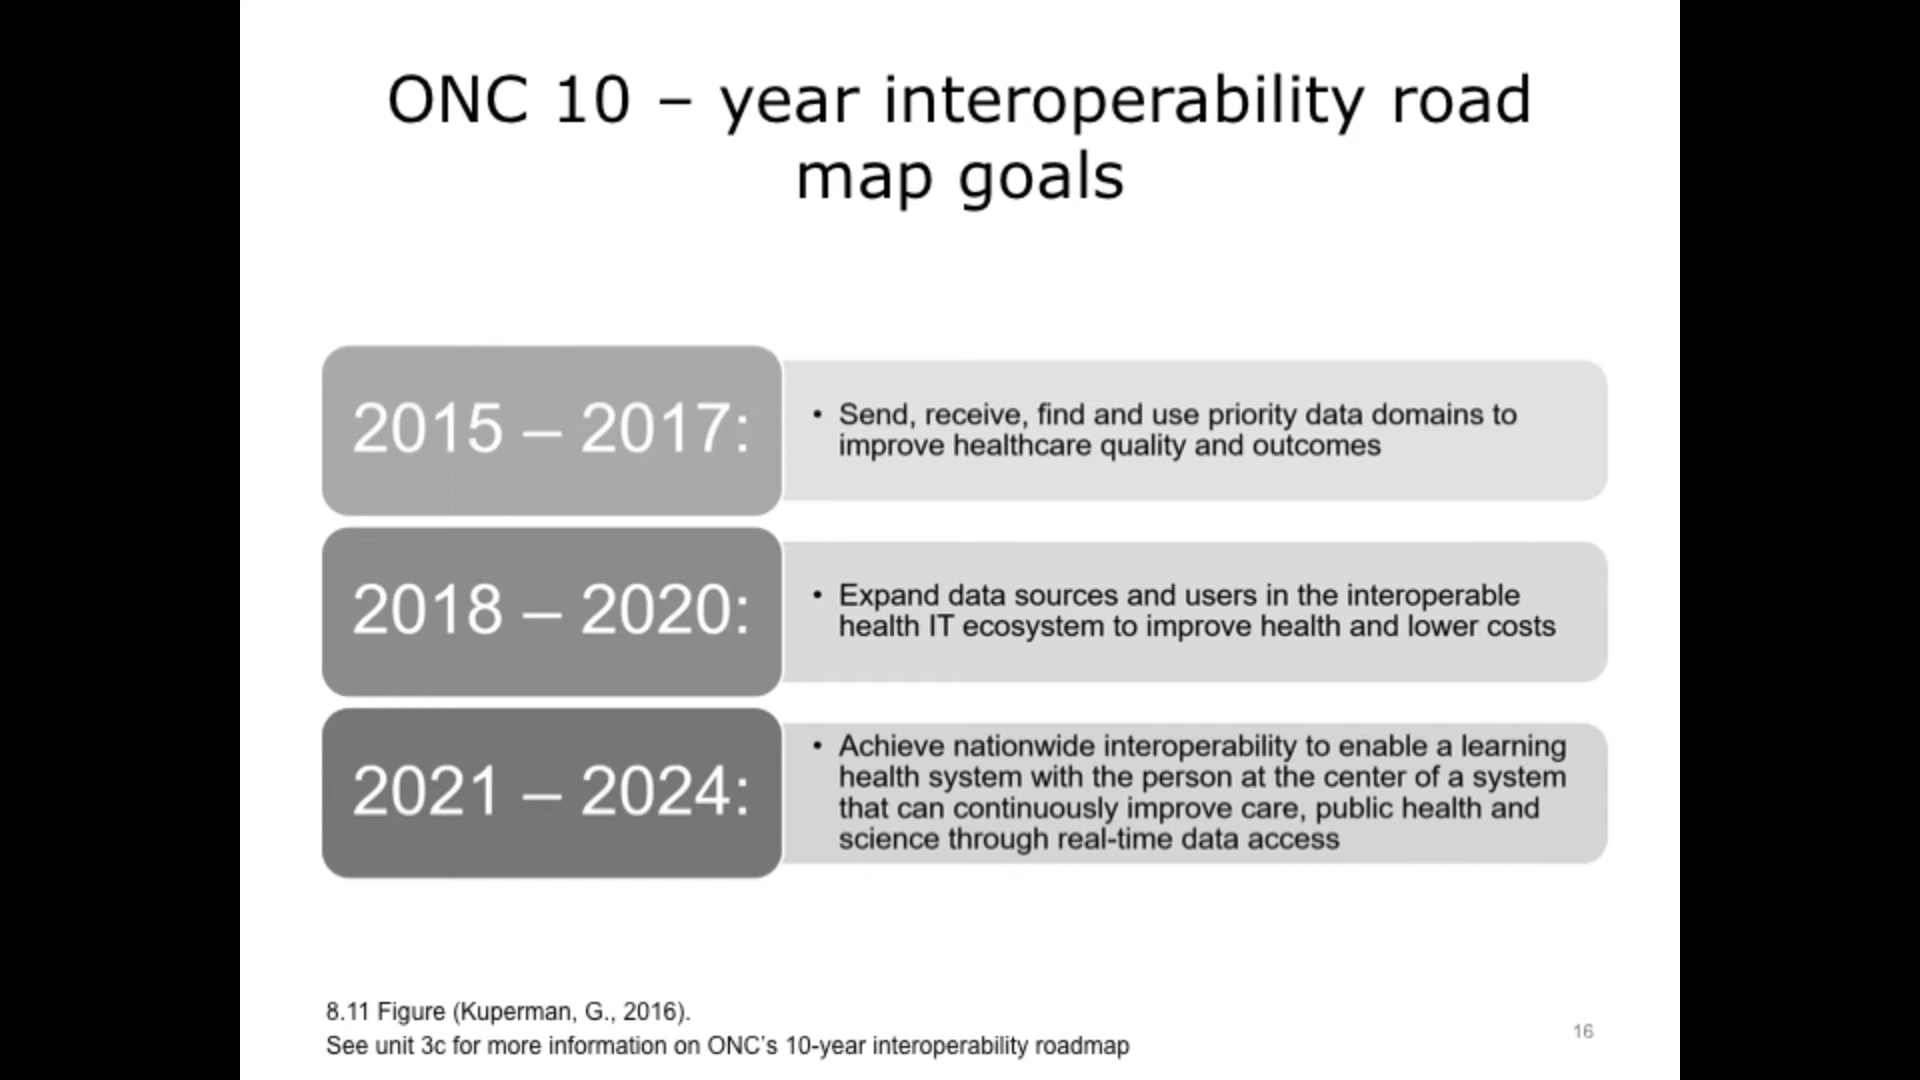 ONC 10 – year interoperability road
map goals
2015 – 2017:
• Send, receive, find and use priority data domains to
improve healthcare quality and outcomes
2018 – 2020:
• Expand data sources and users in the interoperable
health IT ecosystem to improve health and lower costs
2021 – 2024:
• Achieve nationwide interoperability to enable a learning
health system with the person at the center of a system
that can continuously improve care, public health and
science through real-time data access
8.11 Figure (Kuperman, G., 2016).
See unit 3c for more information on ONC's 10-year interoperability roadmap
16